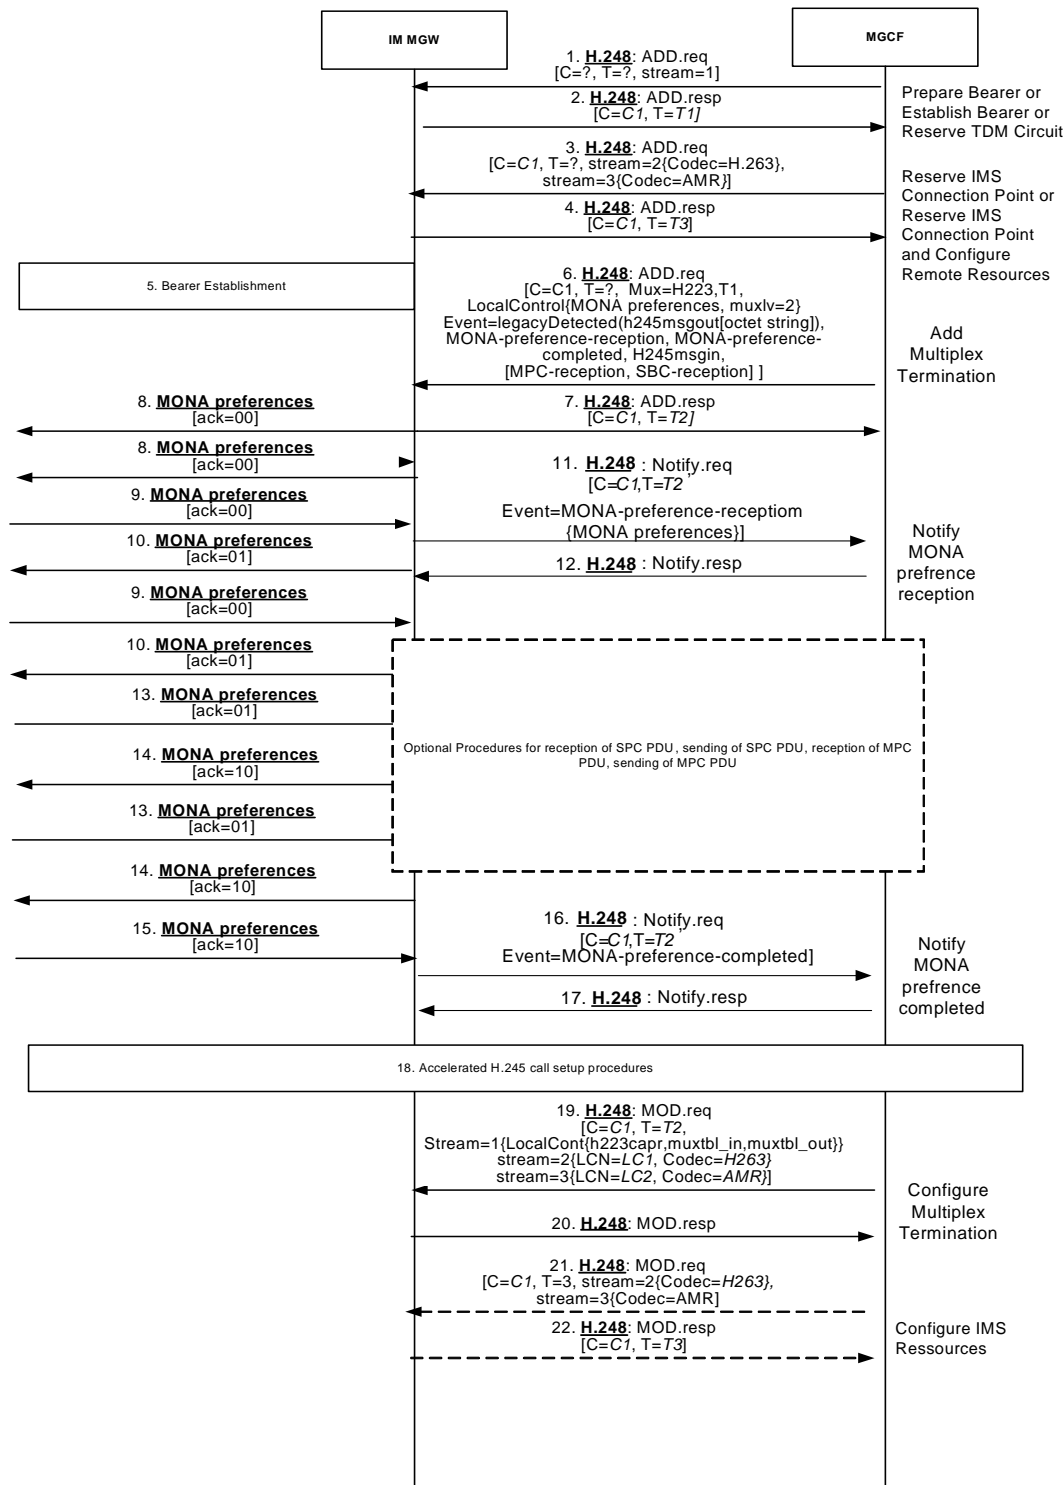 IM MGW
MGCF
1. H.248: ADD.req
[C=?, T=?, stream=1]
2. H.248: ADD.resp
[C=C1, T=T1]
Prepare Bearer or
Establish Bearer or
Reserve TDM Circuit
3. H.248: ADD.req
[C=C1, T=?, stream=2{Codec=H.263},
stream=3{Codec=AMR}]
4. H.248: ADD.resp
[C=C1, T=T3]
Reserve IMS
Connection Point or
Reserve IMS
Connection Point
and Configure
Remote Resources
5. Bearer Establishment
6. H.248: ADD.req
[C=C1, T=?, Mux=H223,T1,
LocalControl{MONA preferences, muxlv=2}
Event=legacyDetected(h245msgout[octet string]),
MONA-preference-reception, MONA-preference-
completed, H245msgin,
[MPC-reception, SBC-reception] ]
Add
Multiplex
Termination
8. MONA preferences
[ack=00]
7. H.248: ADD.resp
[C=C1, T=T2]
8. MONA preferences
[ack=00]
9. MONA preferences
[ack=00]
10. MONA preferences
[ack=01]
9. MONA preferences
[ack=00]
11. H.248 : Notify.req
[C=C1,T=T2 ,
Event=MONA-preference-receptiom
{MONA preferences}]
12. H.248 : Notify.resp
Notify
MONA
prefrence
reception
10. MONA preferences
[ack=01]
13. MONA preferences
[ack=01]
14. MONA preferences
[ack=10]
13. MONA preferences
[ack=01]
14. MONA preferences
[ack=10]
15. MONA preferences
[ack=10]
Optional Procedures for reception of SPC PDU, sending of SPC PDU, reception of MPC
PDU, sending of MPC PDU
16. H.248 : Notify.req
[C=C1,T=T2 ,
Event=MONA-preference-completed]
17. H.248 : Notify.resp
Notify
MONA
prefrence
completed
18. Accelerated H.245 call setup procedures
19. H.248: MOD.req
[C=C1, T=T2,
Stream=1{LocalCont{h223capr,muxtbl_in,muxtbl_out}}
stream=2{LCN=LC1, Codec=H263}
stream=3{LCN=LC2, Codec=AMR}]
20. H.248: MOD.resp
Configure
Multiplex
Termination
21. H.248: MOD.req
[C=C1, T=3, stream=2{Codec=H263},
stream=3{Codec=AMR]
22. H.248: MOD.resp
[C=C1, T=T3]
Configure IMS
Ressources